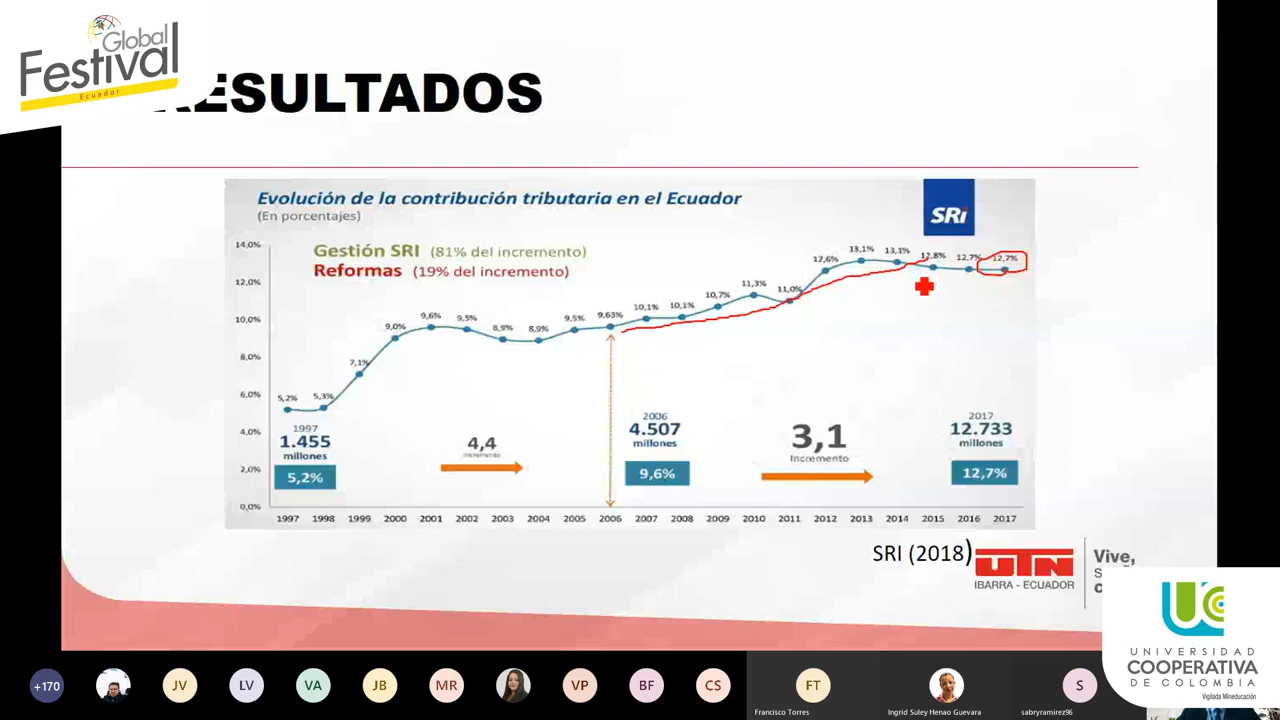 Global
Festival
Ecuador
RESULTADOS
Evolución de la contribución tributaria en el Ecuador
(En porcentajes)
SRi
Gestión SRI (81% del incremento)
Reformas (19% del incremento)
14,0%
12,0%
10,0%
8,0%
6,0%
4,0%
2,0%
0,0%
5,2% 5,3% 7,1% 9,0% 9,6% 9,5% 8,9% 8,9% 9,5% 9,63% 10,1% 10,1% 10,7% 11,3% 11,0% 12,6% 13,1% 13,1% 12,8% 12,7% 12,7%
1997
1.455
millones
5,2%
4,4
Incremento
2006
4.507
millones
9,6%
3,1
Incremento
2017
12.733
millones
12,7%
1997 1998 1999 2000 2001 2002 2003 2004 2005 2006 2007 2008 2009 2010 2011 2012 2013 2014 2015 2016 2017
SRI (2018)
UTN
IBARRA - ECUADOR
Vive,
UNIVERSIDAD
COOPERATIVA
DE COLOMBIA
Vigilada Mineducación
+170 JV LV VA JB MR VP BF CS FT S
Francisco Torres
Ingrid Suley Henao Guevara
sabryramirez96